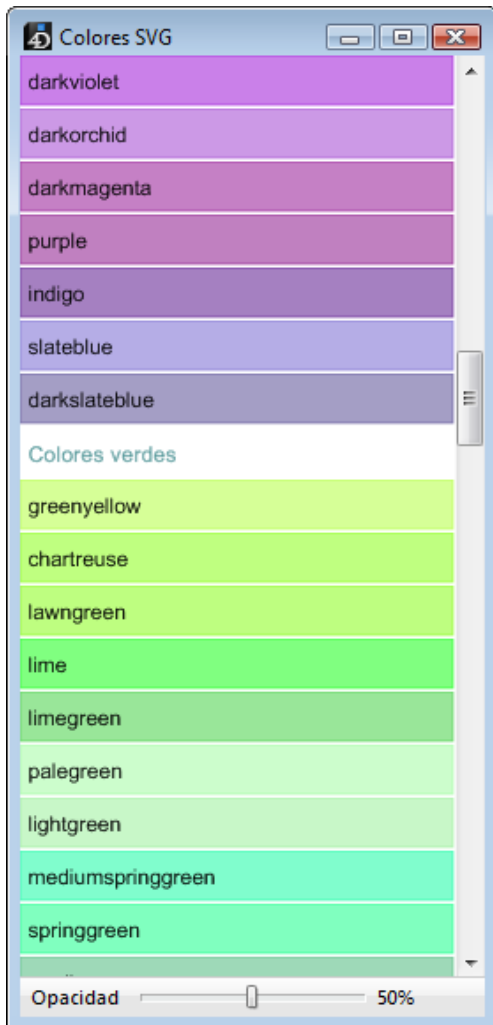 4D Colores SVG
darkviolet
darkorchid
darkmagenta
purple
indigo
slateblue
darkslateblue
Colores verdes
greenyellow
chartreuse
lawngreen
lime
limegreen
palegreen
lightgreen
mediumspringgreen
springgreen
Opacidad 50%